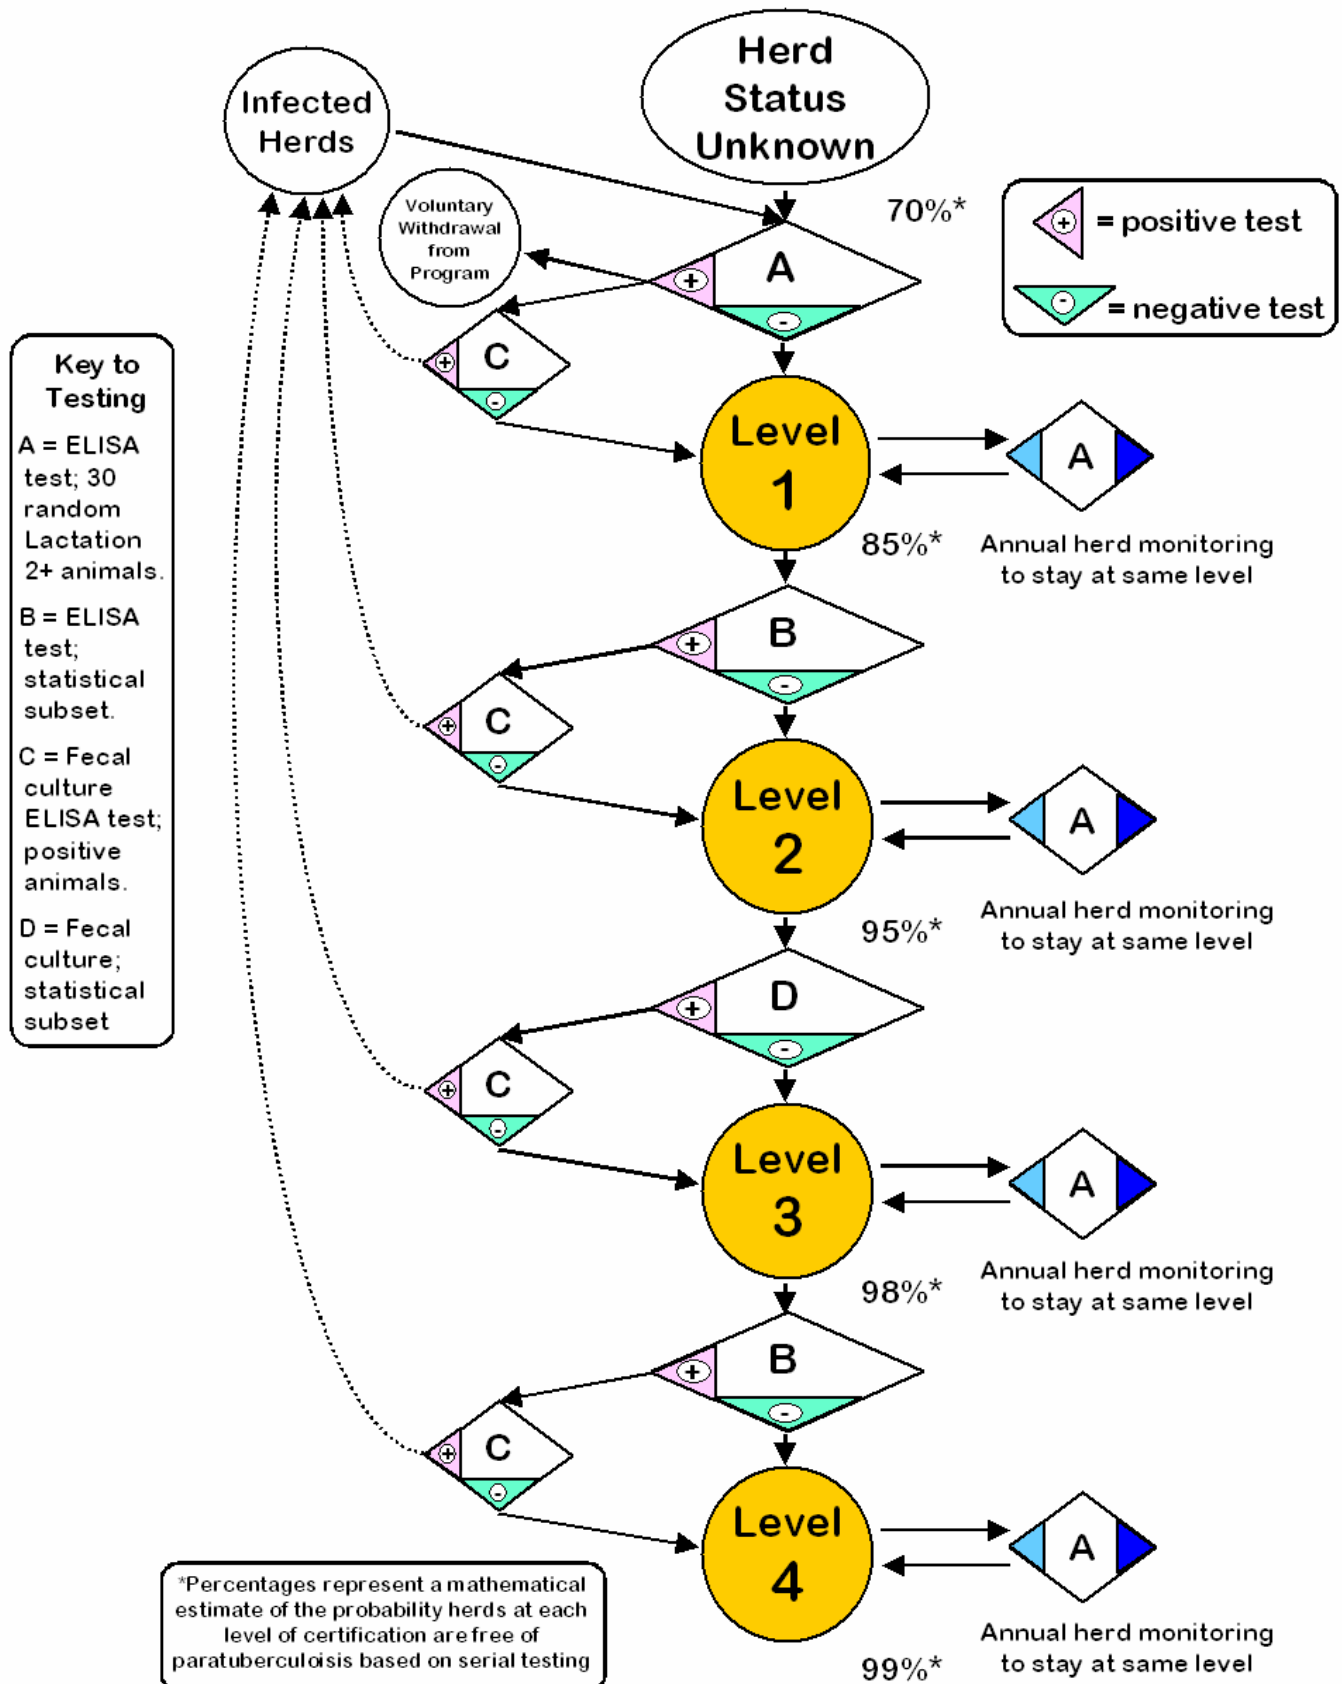 Herd
Status
Unknown
Infected
Herds
Voluntary
Withdrawal
from
Program
70%*
+ = positive test
- = negative test
A
+
-
C
+
-
Key to
Testing
A = ELISA
test; 30
random
Lactation
2+ animals.
B = ELISA
test;
statistical
subset.
C = Fecal
culture
ELISA test;
positive
animals.
D = Fecal
culture;
statistical
subset
Level
1
A
85%*
Annual herd monitoring
to stay at same level
B
+
-
C
+
-
Level
2
A
95%*
Annual herd monitoring
to stay at same level
D
+
-
C
+
-
Level
3
A
98%*
Annual herd monitoring
to stay at same level
B
+
-
C
+
-
Level
4
A
99%*
Annual herd monitoring
to stay at same level
*Percentages represent a mathematical
estimate of the probability herds at each
level of certification are free of
paratuberculoisis based on serial testing